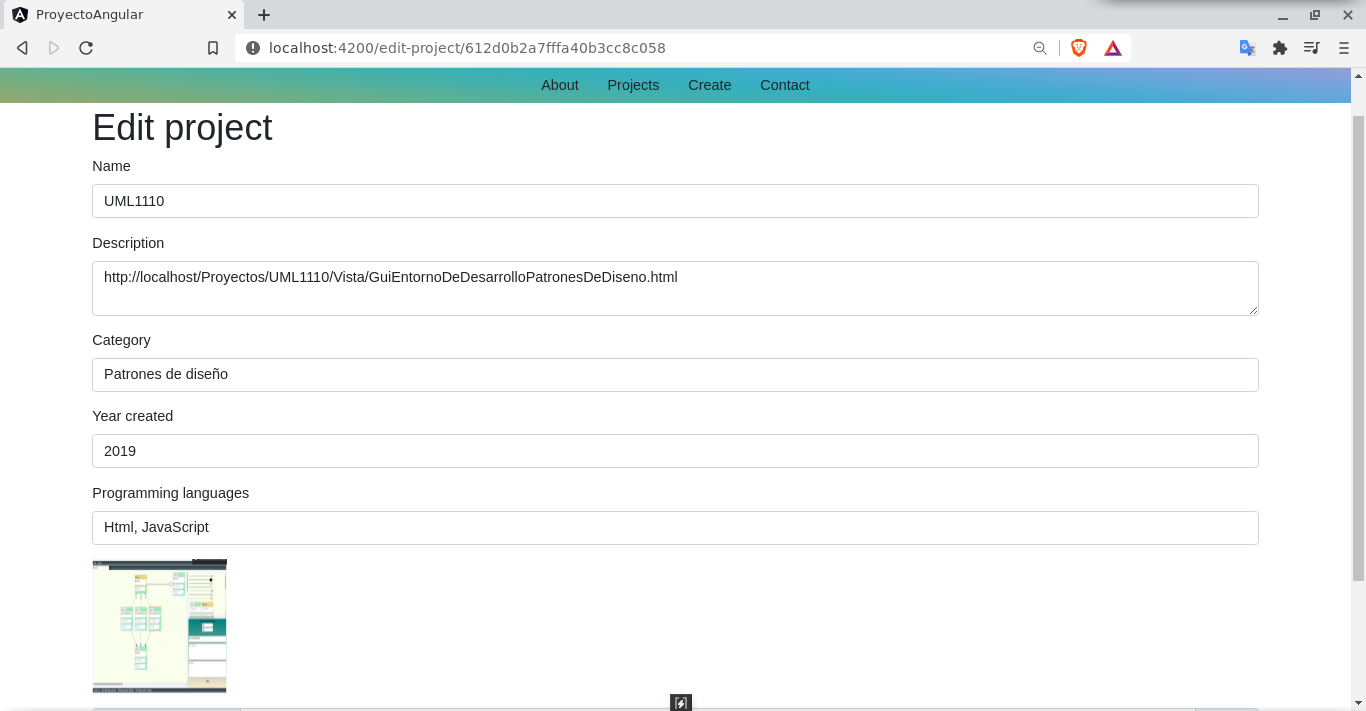 ProyectoAngular
localhost:4200/edit-project/612d0b2a7fffa40b3cc8c058
About Projects Create Contact
Edit project
Name
UML1110
Description
http://localhost/Proyectos/UML1110/Vista/GuiEntornoDeDesarrolloPatronesDeDiseno.html
Category
Patrones de diseño
Year created
2019
Programming languages
Html, JavaScript